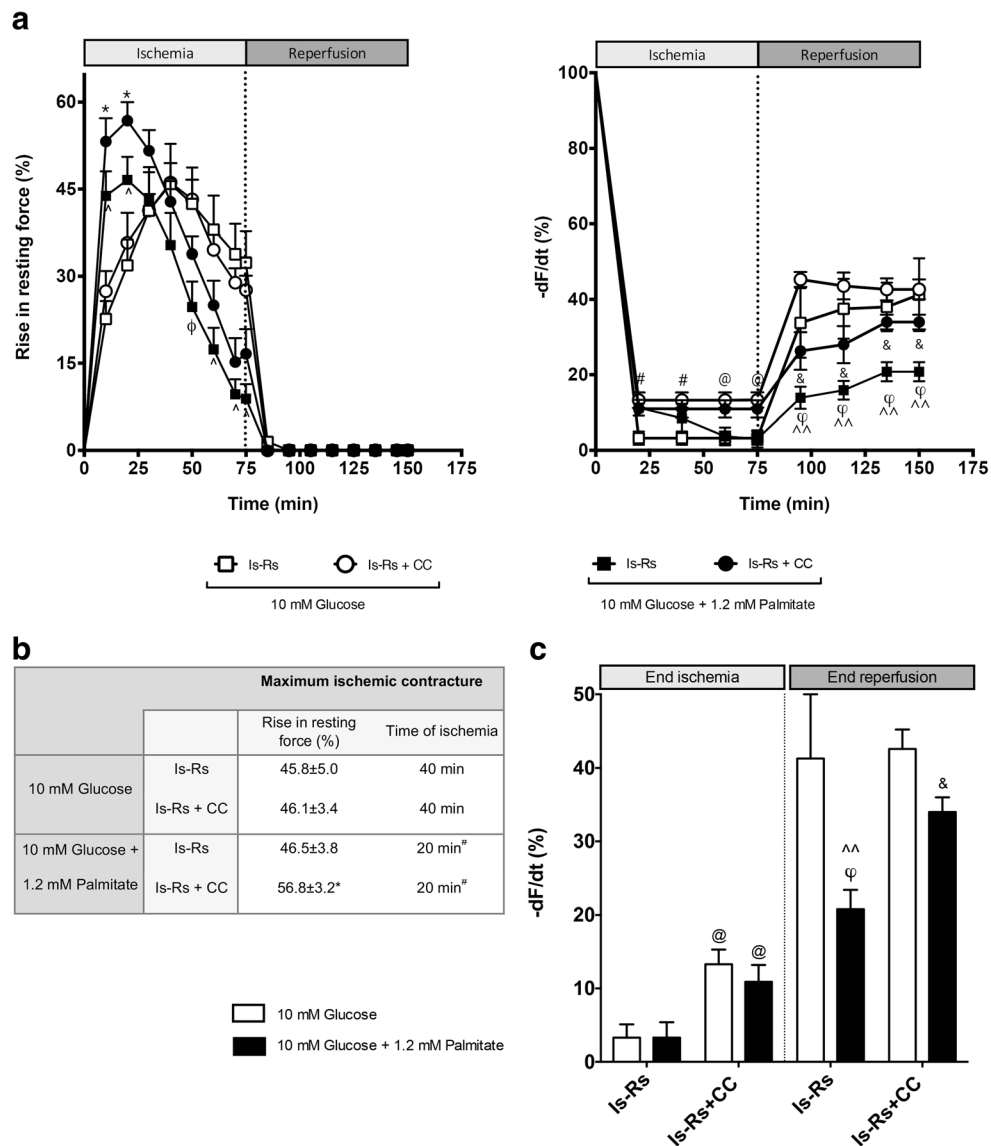 a
Ischemia Reperfusion
Rise in resting force (%)
60
45
30
15
0
* *
^ ^
ϕ
^
^ ^
0 25 50 75 100 125 150 175
Time (min)
Ischemia Reperfusion
-dF/dt (%)
100
80
60
40
20
0
# # @ @
& & & &
φ φ φ φ
^^ ^^ ^^ ^^
0 25 50 75 100 125 150 175
Time (min)
Is-Rs Is-Rs + CC
10 mM Glucose
Is-Rs Is-Rs + CC
10 mM Glucose + 1.2 mM Palmitate
b
Maximum ischemic contracture
Rise in resting force (%) Time of ischemia
10 mM Glucose
Is-Rs 45.8±5.0 40 min
Is-Rs + CC 46.1±3.4 40 min
10 mM Glucose +
1.2 mM Palmitate
Is-Rs 46.5±3.8 20 min#
Is-Rs + CC 56.8±3.2* 20 min#
10 mM Glucose
10 mM Glucose + 1.2 mM Palmitate
c
End ischemia End reperfusion
-dF/dt (%)
50
40
30
20
10
0
@ @
^^
φ
&
Is-Rs Is-Rs+CC Is-Rs Is-Rs+CC